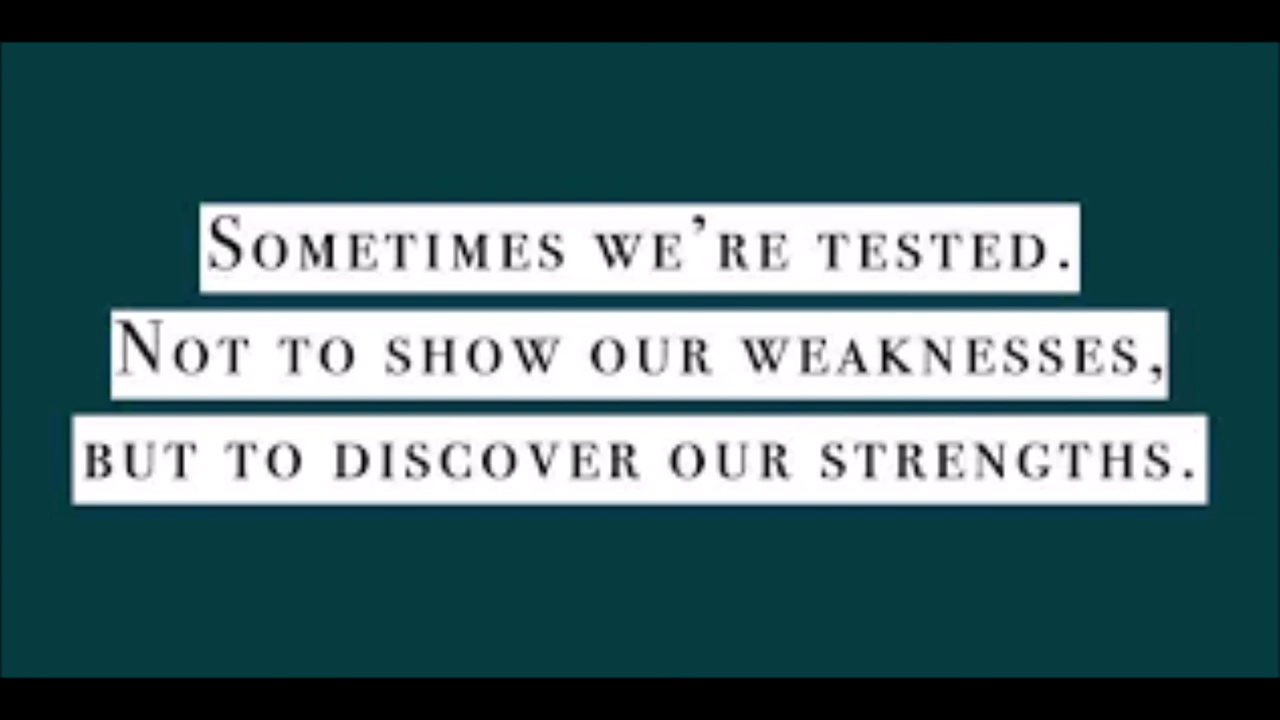 Sometimes we’re tested.
Not to show our weaknesses,
but to discover our strengths.